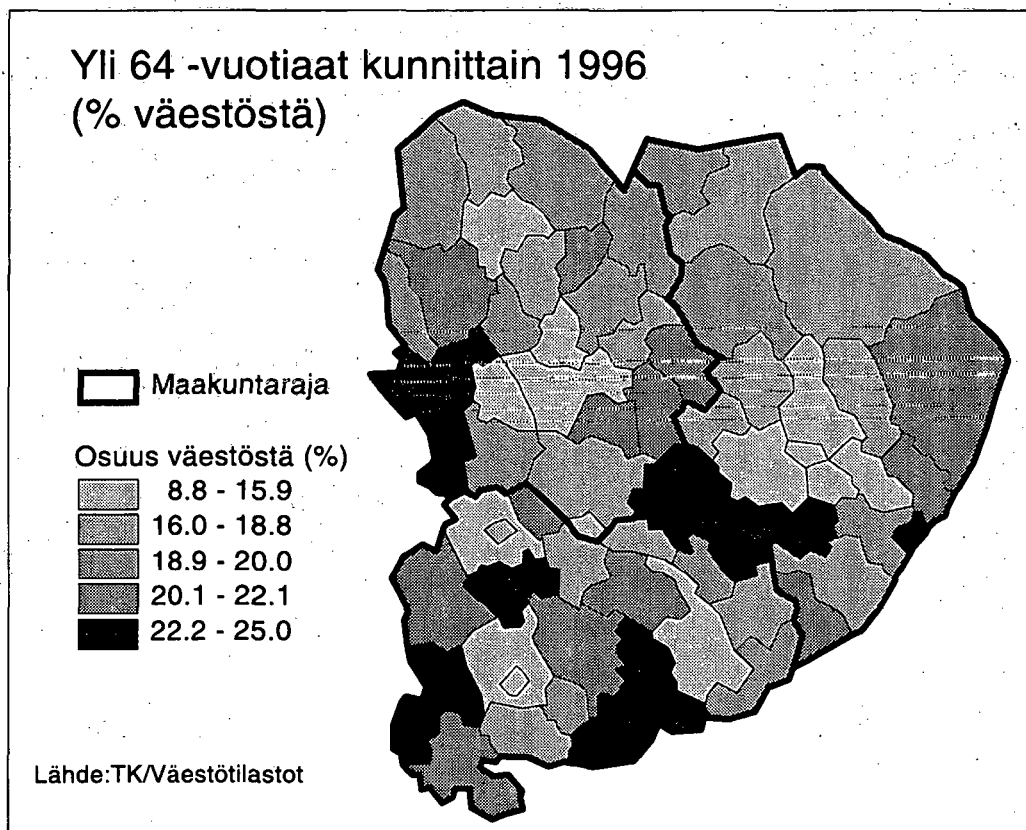 Yli 64 -vuotiaat kunnittain 1996
(% väestöstä)
Maakuntaraja
Osuus väestöstä (%)
8.8 - 15.9
16.0 - 18.8
18.9 - 20.0
20.1 - 22.1
22.2 - 25.0
Lähde:TK/Väestötilastot